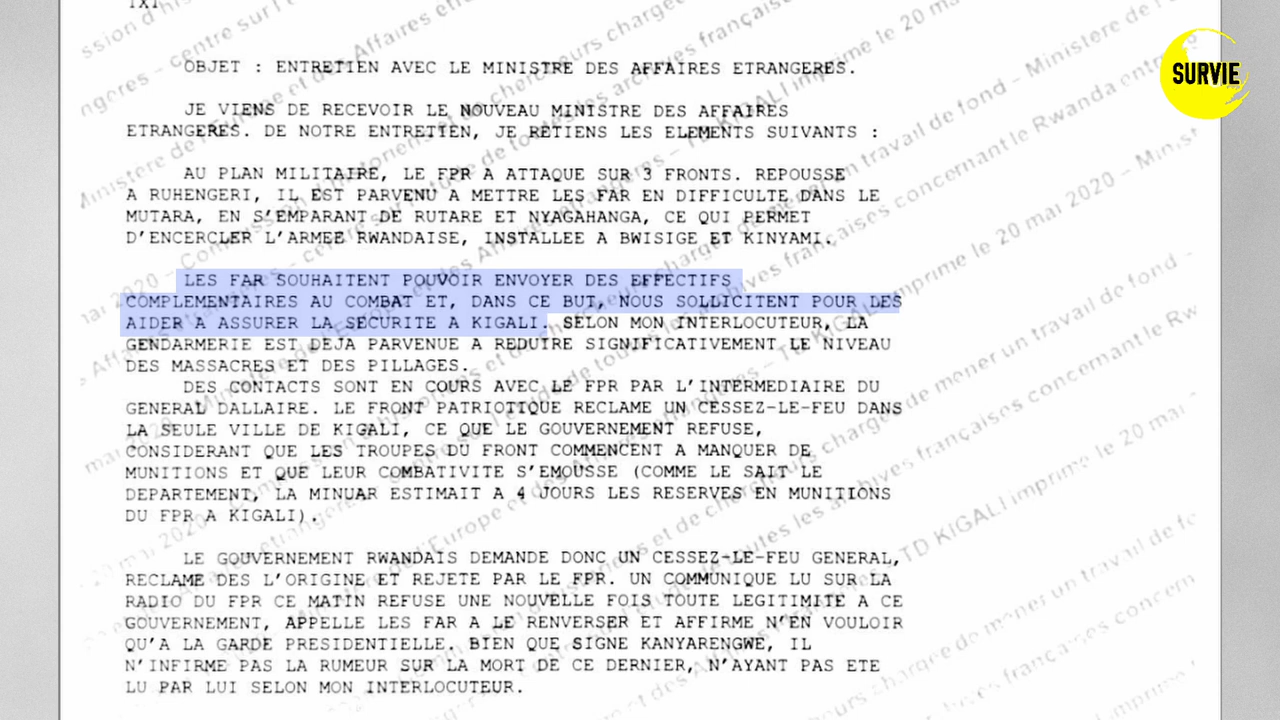 TXT
OBJET : ENTRETIEN AVEC LE MINISTRE DES AFFAIRES ETRANGERES.
JE VIENS DE RECEVOIR LE NOUVEAU MINISTRE DES AFFAIRES
ETRANGERES. DE NOTRE ENTRETIEN, JE RETIENS LES ELEMENTS SUIVANTS :
AU PLAN MILITAIRE, LE FPR A ATTAQUE SUR 3 FRONTS. REPOUSSE
A RUHENGERI, IL EST PARVENU A METTRE LES FAR EN DIFFICULTE DANS LE
MUTARA, EN S'EMPARANT DE RUTARE ET NYAGAHANGA, CE QUI PERMET
D'ENCERCLER L'ARMEE RWANDAISE, INSTALLEE A BWISIGE ET KINYAMI.
LES FAR SOUHAITENT POUVOIR ENVOYER DES EFFECTIFS
COMPLEMENTAIRES AU COMBAT ET, DANS CE BUT, NOUS SOLLICITENT POUR LES
AIDER A ASSURER LA SECURITE A KIGALI. SELON MON INTERLOCUTEUR, LA
GENDARMERIE EST DEJA PARVENUE A REDUIRE SIGNIFICATIVEMENT LE NIVEAU
DES MASSACRES ET DES PILLAGES.
DES CONTACTS SONT EN COURS AVEC LE FPR PAR L'INTERMEDIAIRE DU
GENERAL DALLAIRE. LE FRONT PATRIOTIQUE RECLAME UN CESSEZ-LE-FEU DANS
LA SEULE VILLE DE KIGALI, CE QUE LE GOUVERNEMENT REFUSE,
CONSIDERANT QUE LES TROUPES DU FRONT COMMENCENT A MANQUER DE
MUNITIONS ET QUE LEUR COMBATIVITE S'EMOUSSE (COMME LE SAIT LE
DEPARTEMENT, LA MINUAR ESTIMAIT A 4 JOURS LES RESERVES EN MUNITIONS
DU FPR A KIGALI).
LE GOUVERNEMENT RWANDAIS DEMANDE DONC UN CESSEZ-LE-FEU GENERAL,
RECLAME DES L'ORIGINE ET REJETE PAR LE FPR. UN COMMUNIQUE LU SUR LA
RADIO DU FPR CE MATIN REFUSE UNE NOUVELLE FOIS TOUTE LEGITIMITE A CE
GOUVERNEMENT, APPELLE LES FAR A LE RENVERSER ET AFFIRME N'EN VOULOIR
QU'A LA GARDE PRESIDENTIELLE. BIEN QUE SIGNE KANYARENGWE, IL
N'INFIRME PAS LA RUMEUR SUR LA MORT DE CE DERNIER, N'AYANT PAS ETE
LU PAR LUI SELON MON INTERLOCUTEUR.
SURVIE